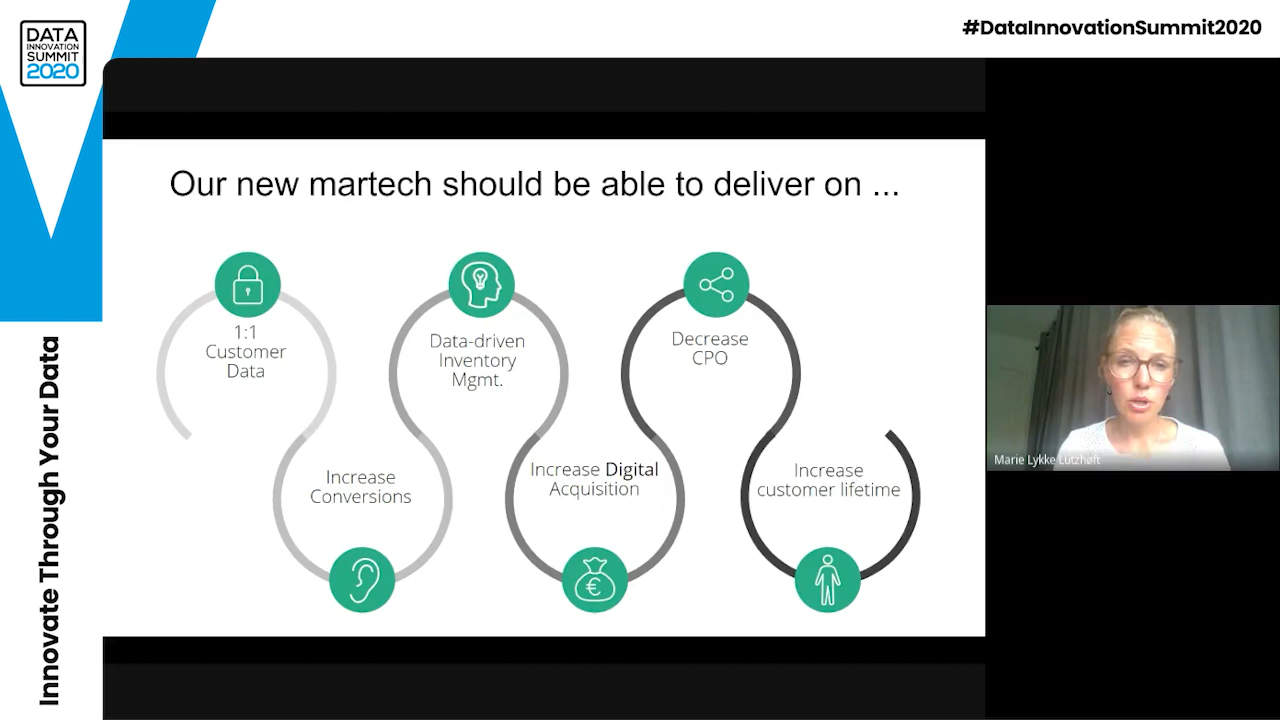 DATA
INNOVATION
SUMMIT
2020
#DataInnovationSummit2020
Innovate Through Your Data
Our new martech should be able to deliver on ...
1:1
Customer
Data
Increase
Conversions
Data-driven
Inventory
Mgmt.
Increase Digital
Acquisition
Decrease
CPO
Increase
customer lifetime
€
Marie Lykke Lützhøft